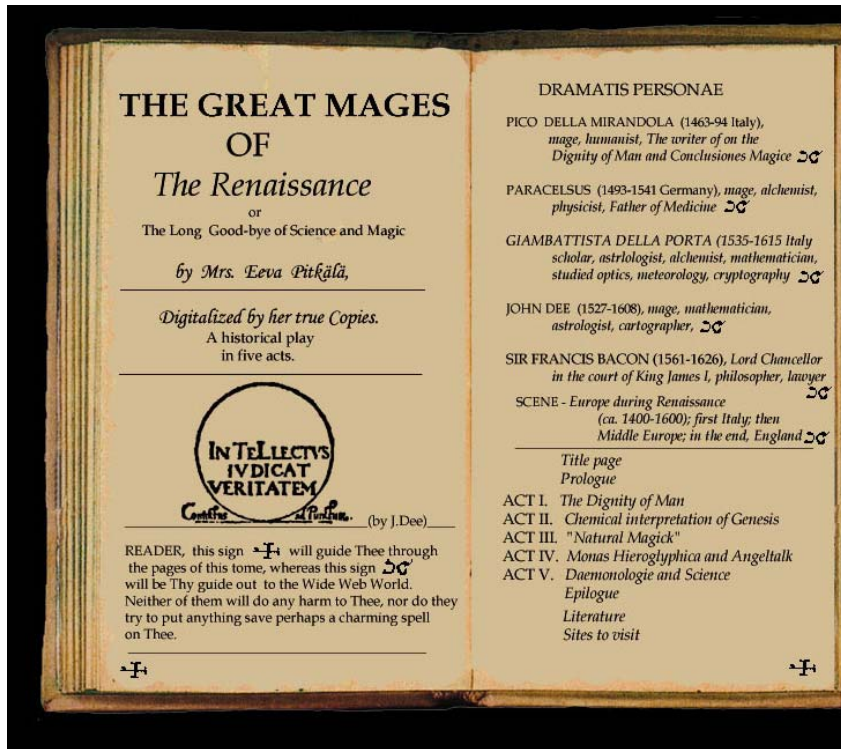 THE GREAT MAGES
OF
The Renaissance
or
The Long Good-bye of Science and Magic
by Mrs. Eeva Pitkälä,
Digitalized by her true Copies.
A historical play
in five acts.
INTELLECTVS
IVDICAT
VERITATEM
Contactus ad Punctum.
(by J.Dee)
READER, this sign will guide Thee through
the pages of this tome, whereas this sign
will be Thy guide out to the Wide Web World.
Neither of them will do any harm to Thee, nor do they
try to put anything save perhaps a charming spell
on Thee.
DRAMATIS PERSONAE
PICO DELLA MIRANDOLA (1463-94 Italy),
mage, humanist, The writer of on the
Dignity of Man and Conclusiones Magice
PARACELSUS (1493-1541 Germany), mage, alchemist,
physicist, Father of Medicine
GIAMBATTISTA DELLA PORTA (1535-1615 Italy
scholar, astrlologist, alchemist, mathematician,
studied optics, meteorology, cryptography
JOHN DEE (1527-1608), mage, mathematician,
astrologist, cartographer,
SIR FRANCIS BACON (1561-1626), Lord Chancellor
in the court of King James I, philosopher, lawyer
SCENE - Europe during Renaissance
(ca. 1400-1600); first Italy; then
Middle Europe; in the end, England
Title page
Prologue
ACT I. The Dignity of Man
ACT II. Chemical interpretation of Genesis
ACT III. "Natural Magick"
ACT IV. Monas Hieroglyphica and Angeltalk
ACT V. Daemonologie and Science
Epilogue
Literature
Sites to visit